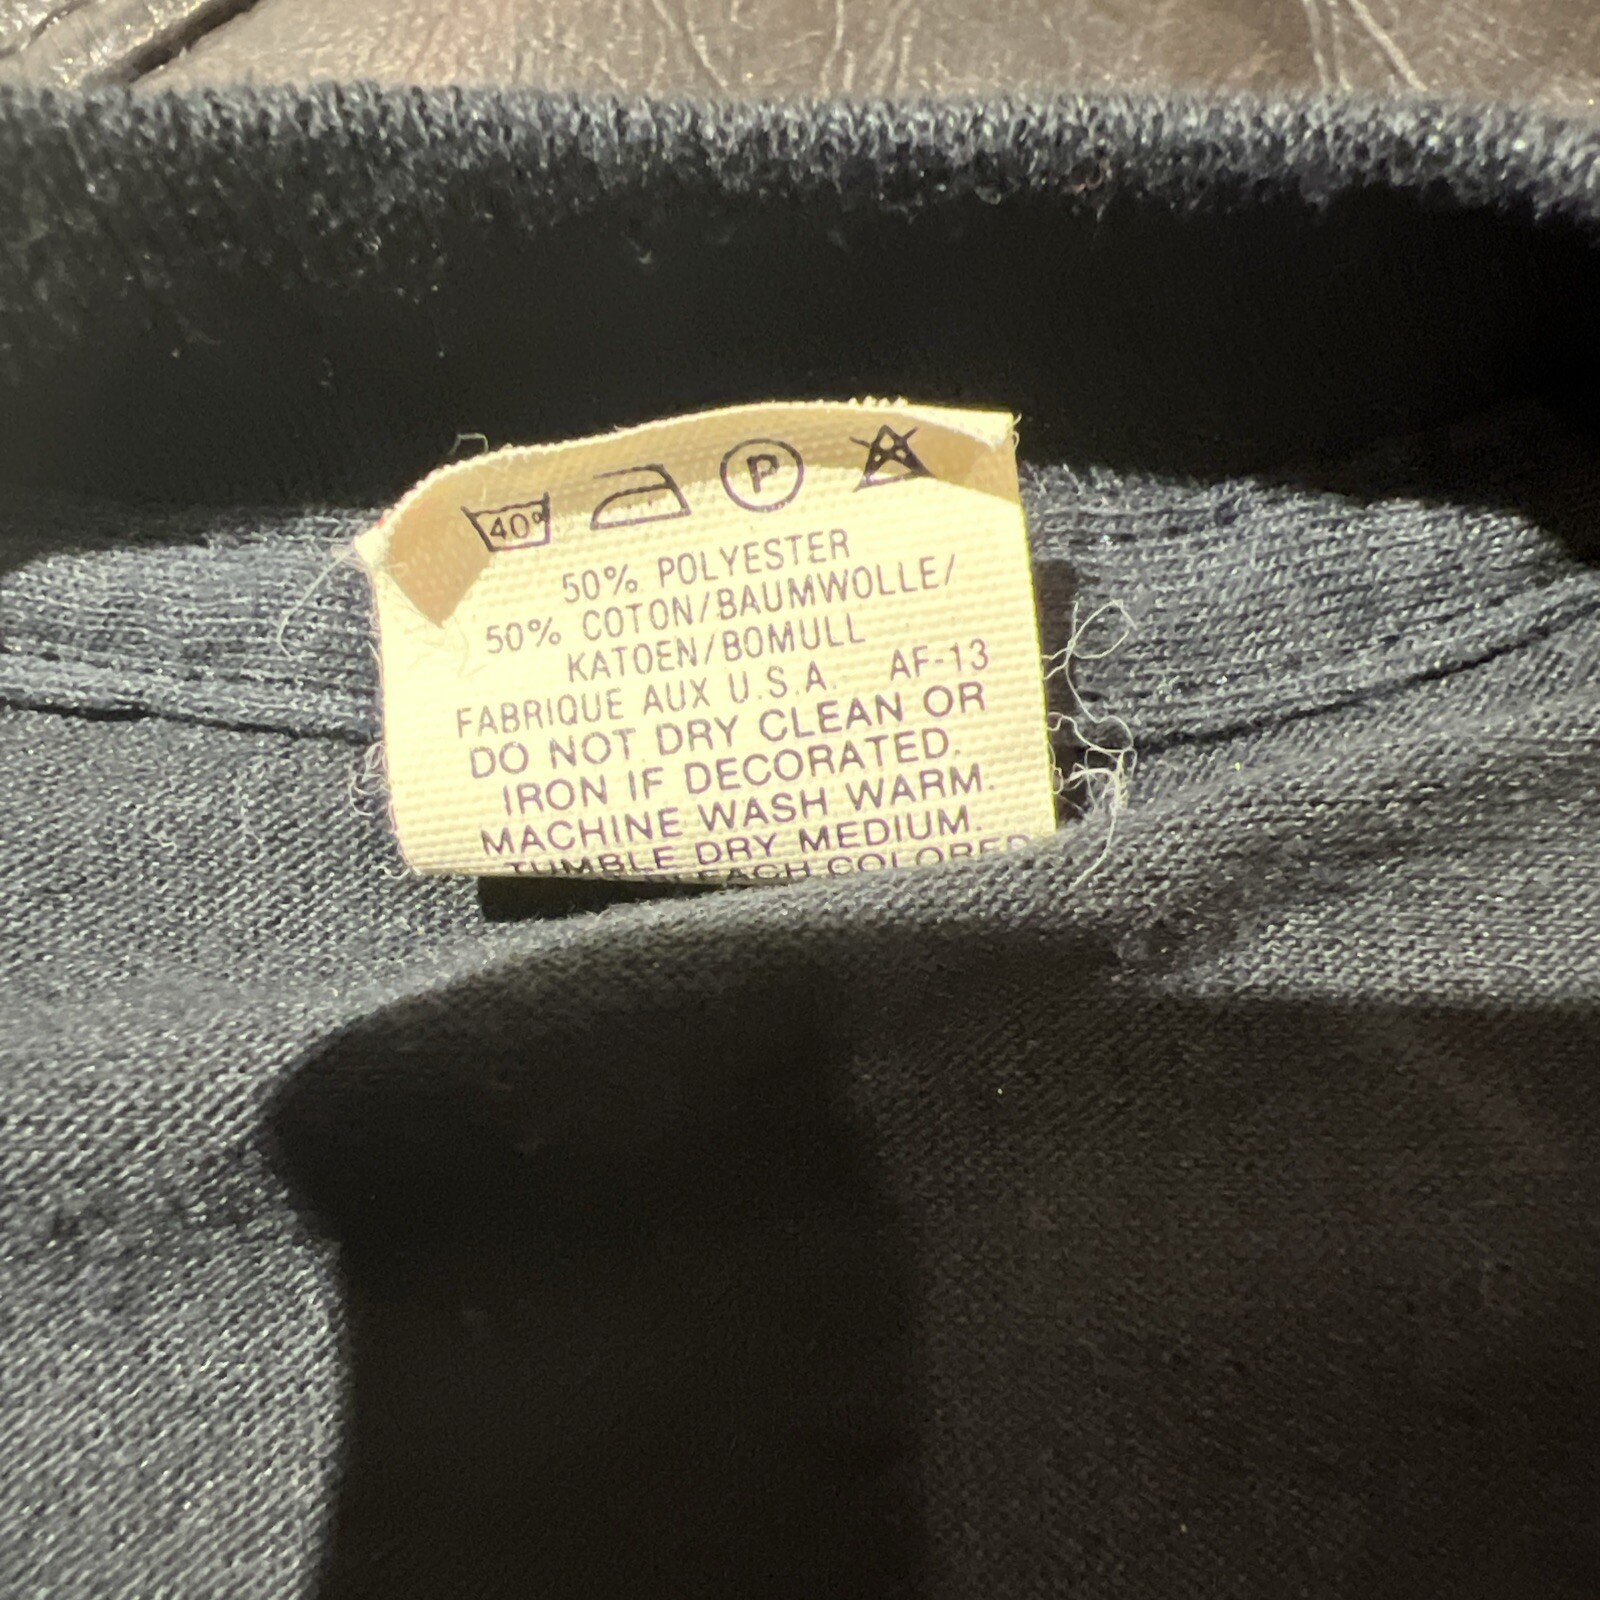 40° P
50% POLYESTER
50% COTON/BAUMWOLLE/
KATOEN/BOMULL
FABRIQUE AUX U.S.A. AF-13
DO NOT DRY CLEAN OR
IRON IF DECORATED.
MACHINE WASH WARM.
TUMBLE DRY MEDIUM.
COLORED